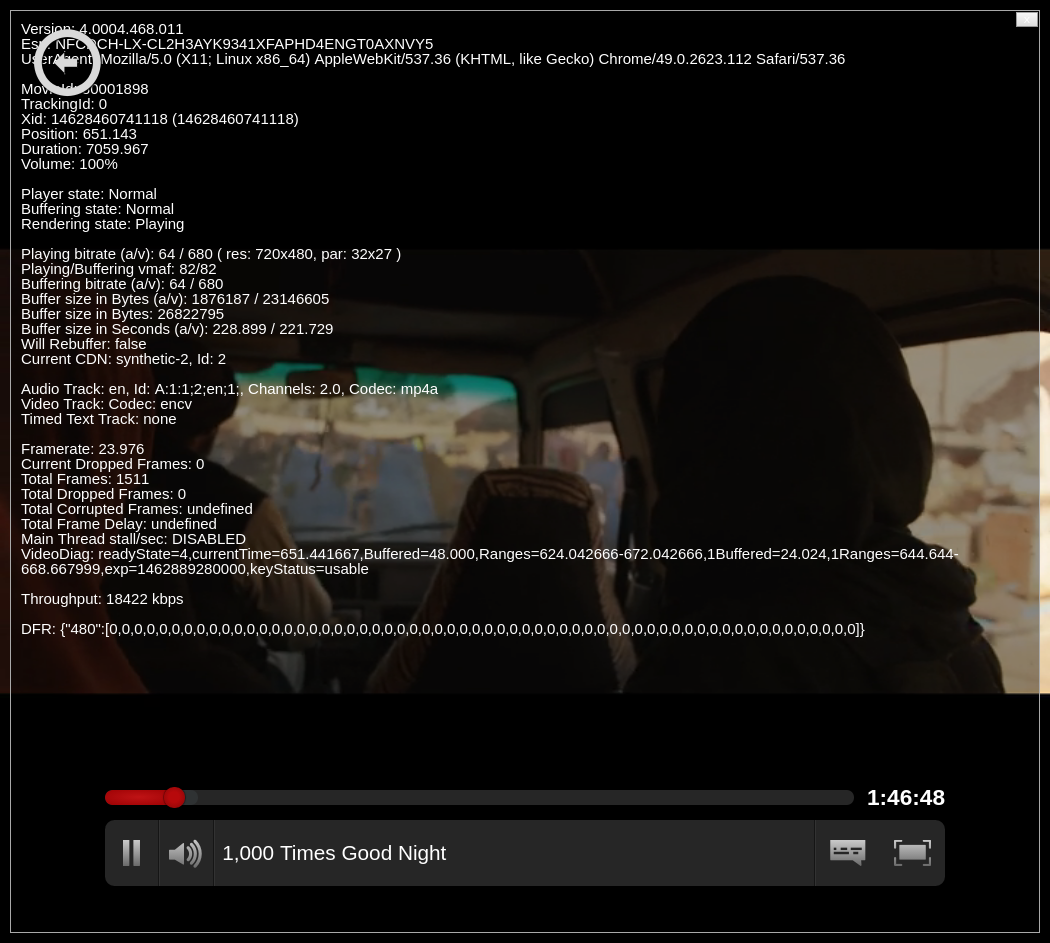 Version: 4.0004.468.011
Esn: NFCDCH-LX-CL2H3AYK9341XFAPHD4ENGT0AXNVY5
UserAgent: Mozilla/5.0 (X11; Linux x86_64) AppleWebKit/537.36 (KHTML, like Gecko) Chrome/49.0.2623.112 Safari/537.36
MovieId: 80001898
TrackingId: 0
Xid: 14628460741118 (14628460741118)
Position: 651.143
Duration: 7059.967
Volume: 100%
Player state: Normal
Buffering state: Normal
Rendering state: Playing
Playing bitrate (a/v): 64 / 680 ( res: 720x480, par: 32x27 )
Playing/Buffering vmaf: 82/82
Buffering bitrate (a/v): 64 / 680
Buffer size in Bytes (a/v): 1876187 / 23146605
Buffer size in Bytes: 26822795
Buffer size in Seconds (a/v): 228.899 / 221.729
Will Rebuffer: false
Current CDN: synthetic-2, Id: 2
Audio Track: en, Id: A:1:1;2;en;1;, Channels: 2.0, Codec: mp4a
Video Track: Codec: encv
Timed Text Track: none
Framerate: 23.976
Current Dropped Frames: 0
Total Frames: 1511
Total Dropped Frames: 0
Total Corrupted Frames: undefined
Total Frame Delay: undefined
Main Thread stall/sec: DISABLED
VideoDiag: readyState=4,currentTime=651.441667,Buffered=48.000,Ranges=624.042666-672.042666,1Buffered=24.024,1Ranges=644.644-
668.667999,exp=1462889280000,keyStatus=usable
Throughput: 18422 kbps
DFR: {"480":[0,0,0,0,0,0,0,0,0,0,0,0,0,0,0,0,0,0,0,0,0,0,0,0,0,0,0,0,0,0,0,0,0,0,0,0,0,0,0,0,0,0,0,0,0,0,0,0,0,0,0,0,0,0,0,0,0,0,0,0]}
1:46:48
1,000 Times Good Night